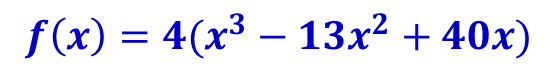 f(x) = 4(x³ − 13x² + 40x)